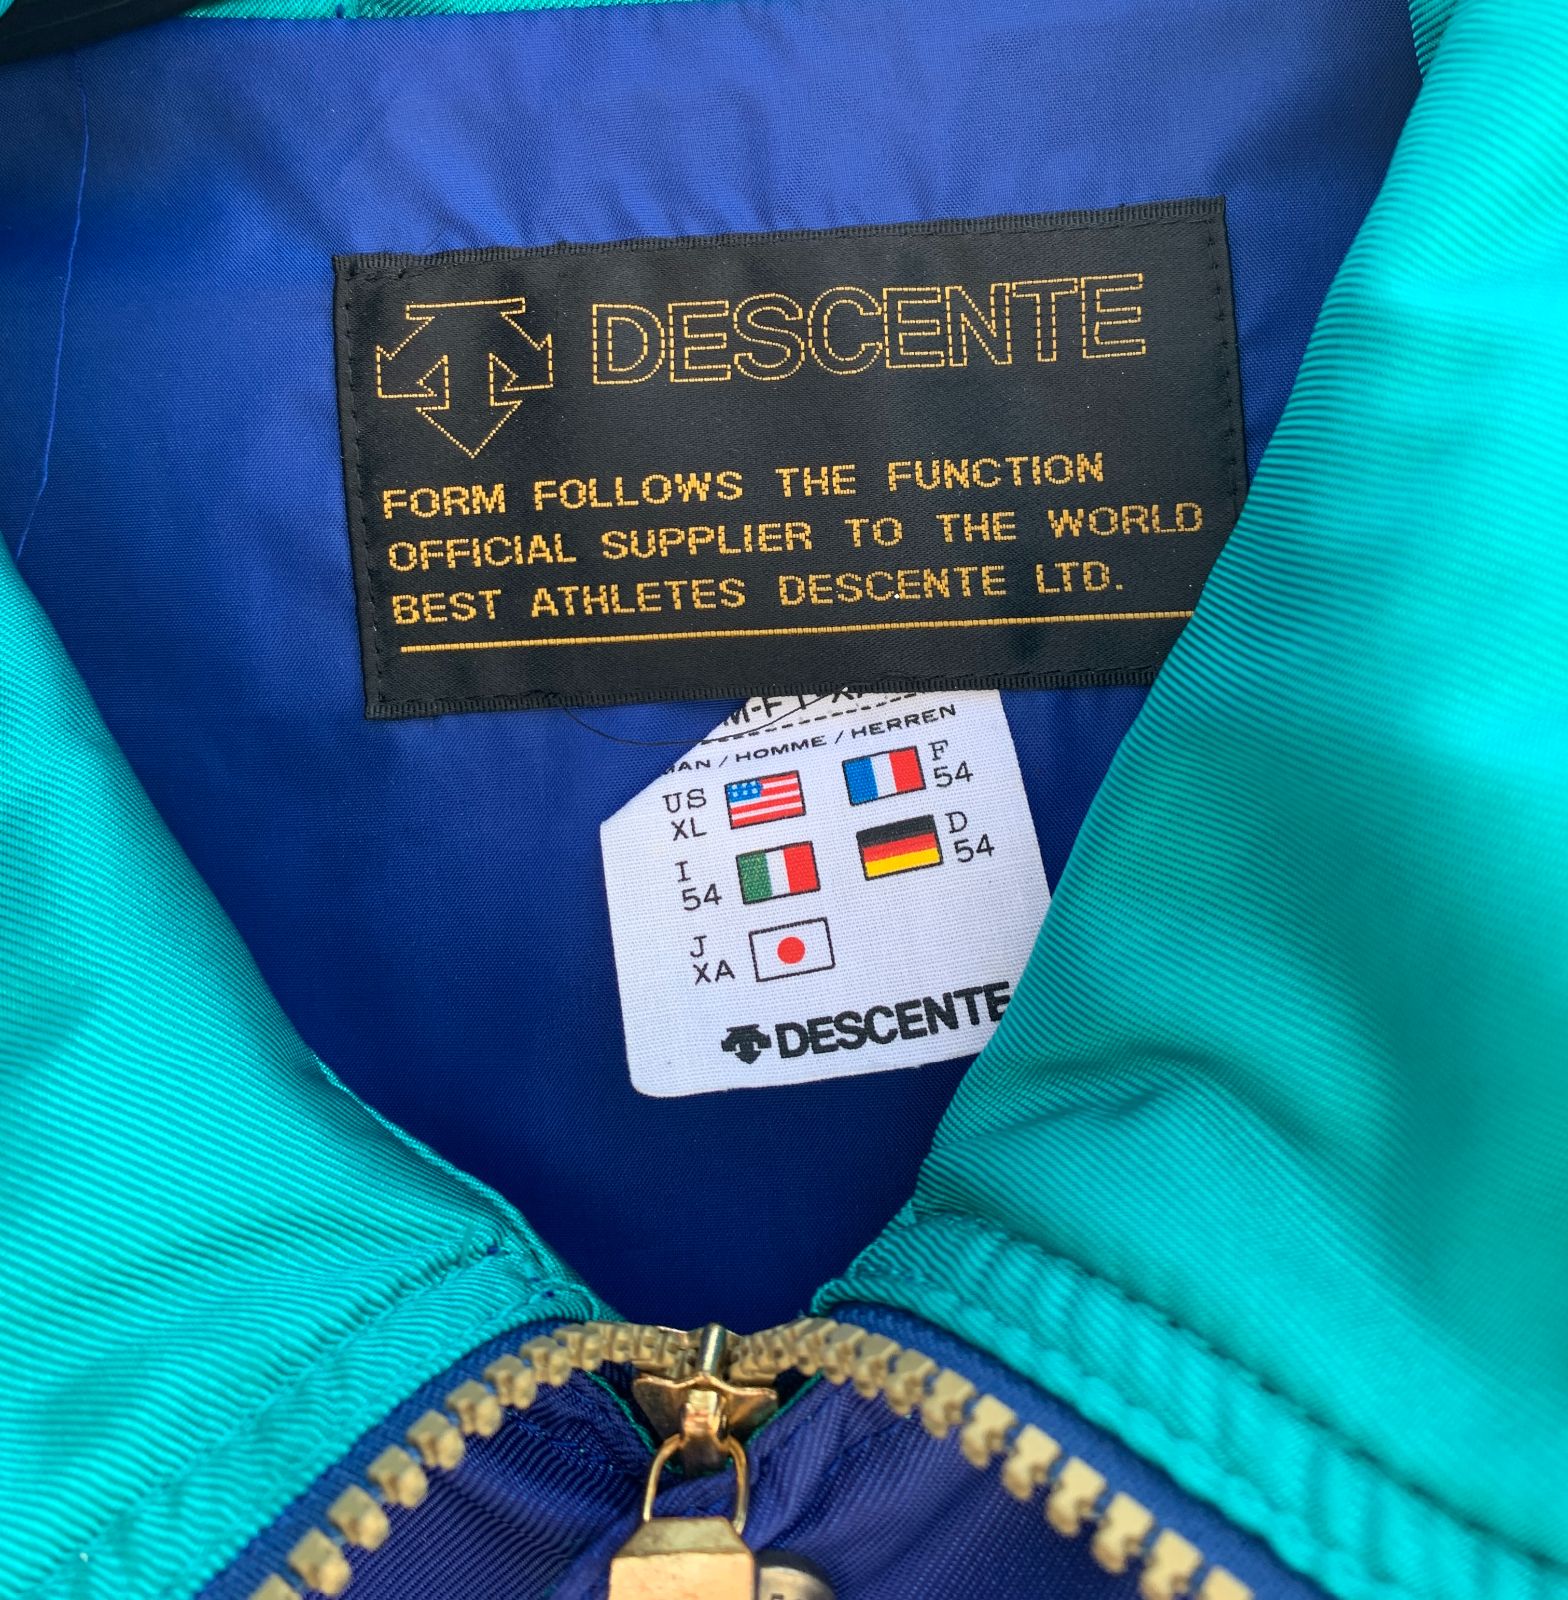 DESCENTE
FORM FOLLOWS THE FUNCTION
OFFICIAL SUPPLIER TO THE WORLD
BEST ATHLETES DESCENTE LTD.
MAN / HOMME / HERREN
US
XL
F
54
I
54
D
54
J
XA
DESCENTE